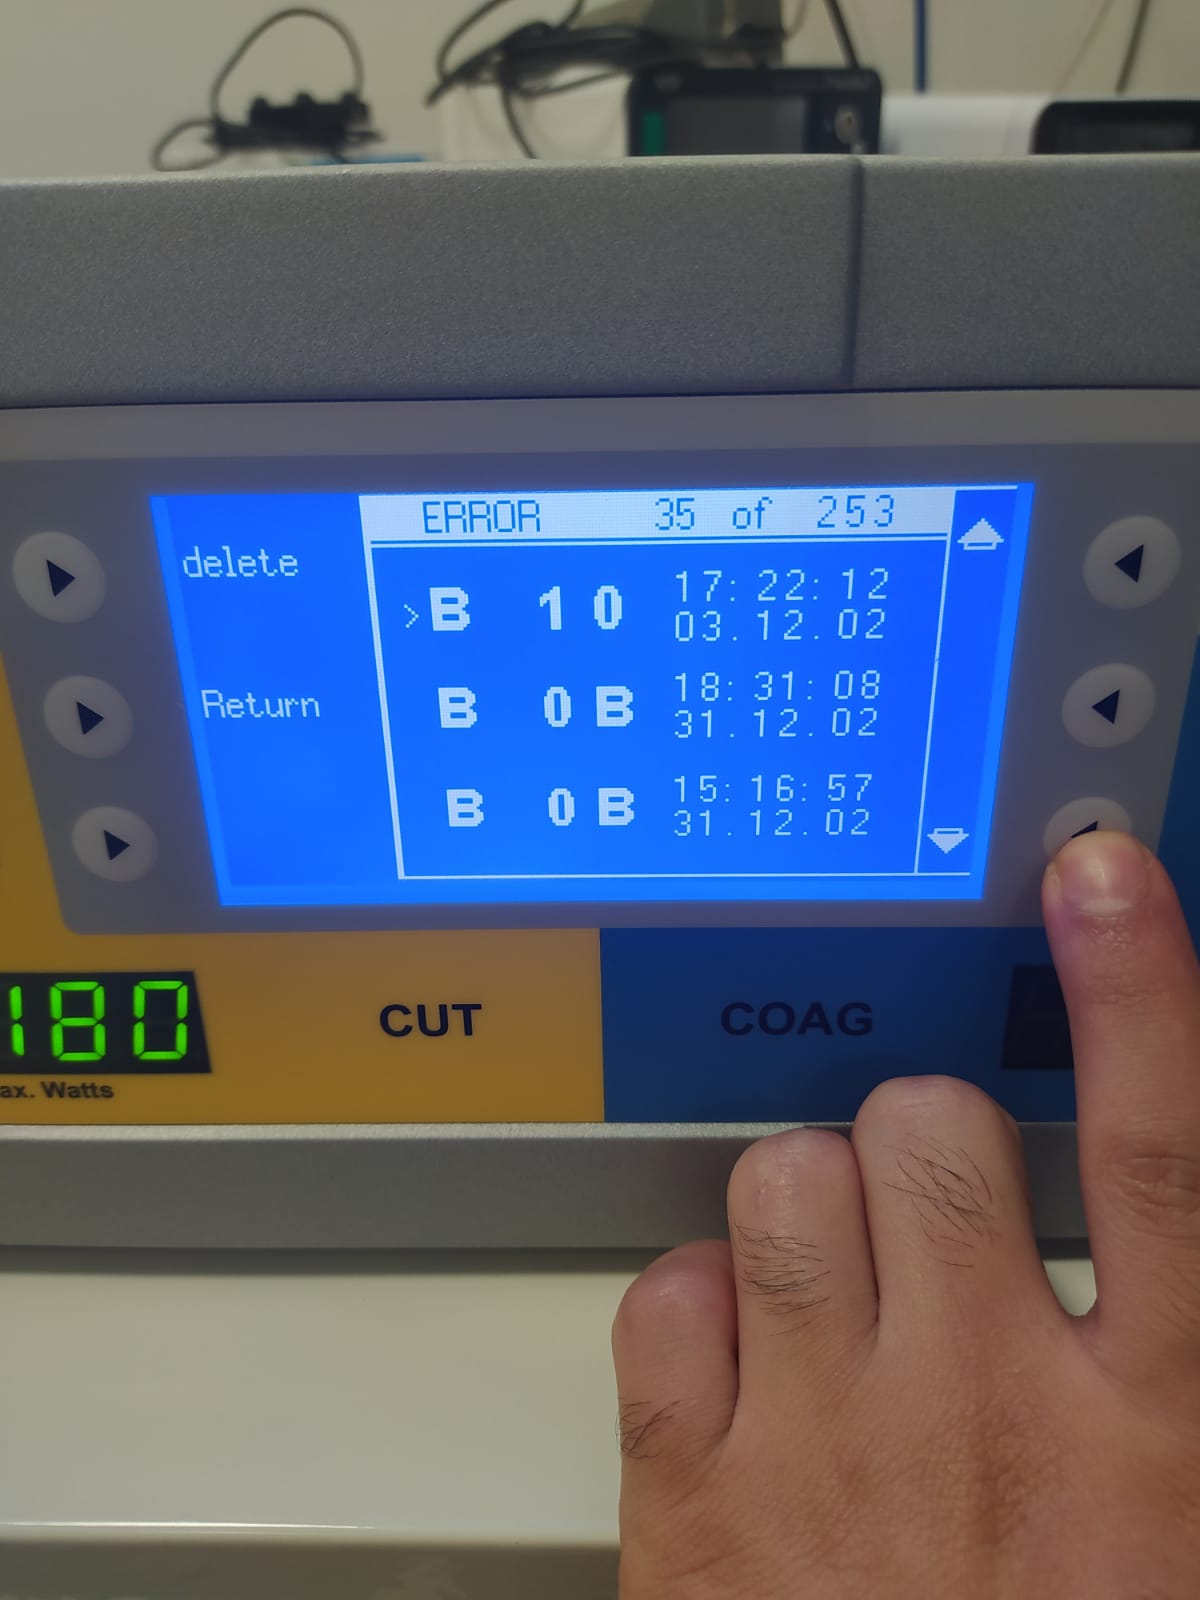 ERROR 35 of 253
delete
>B 10 17:22:12
03.12.02
Return
B 0B 18:31:08
31.12.02
B 0B 15:16:57
31.12.02
180
CUT
COAG
ax. Watts